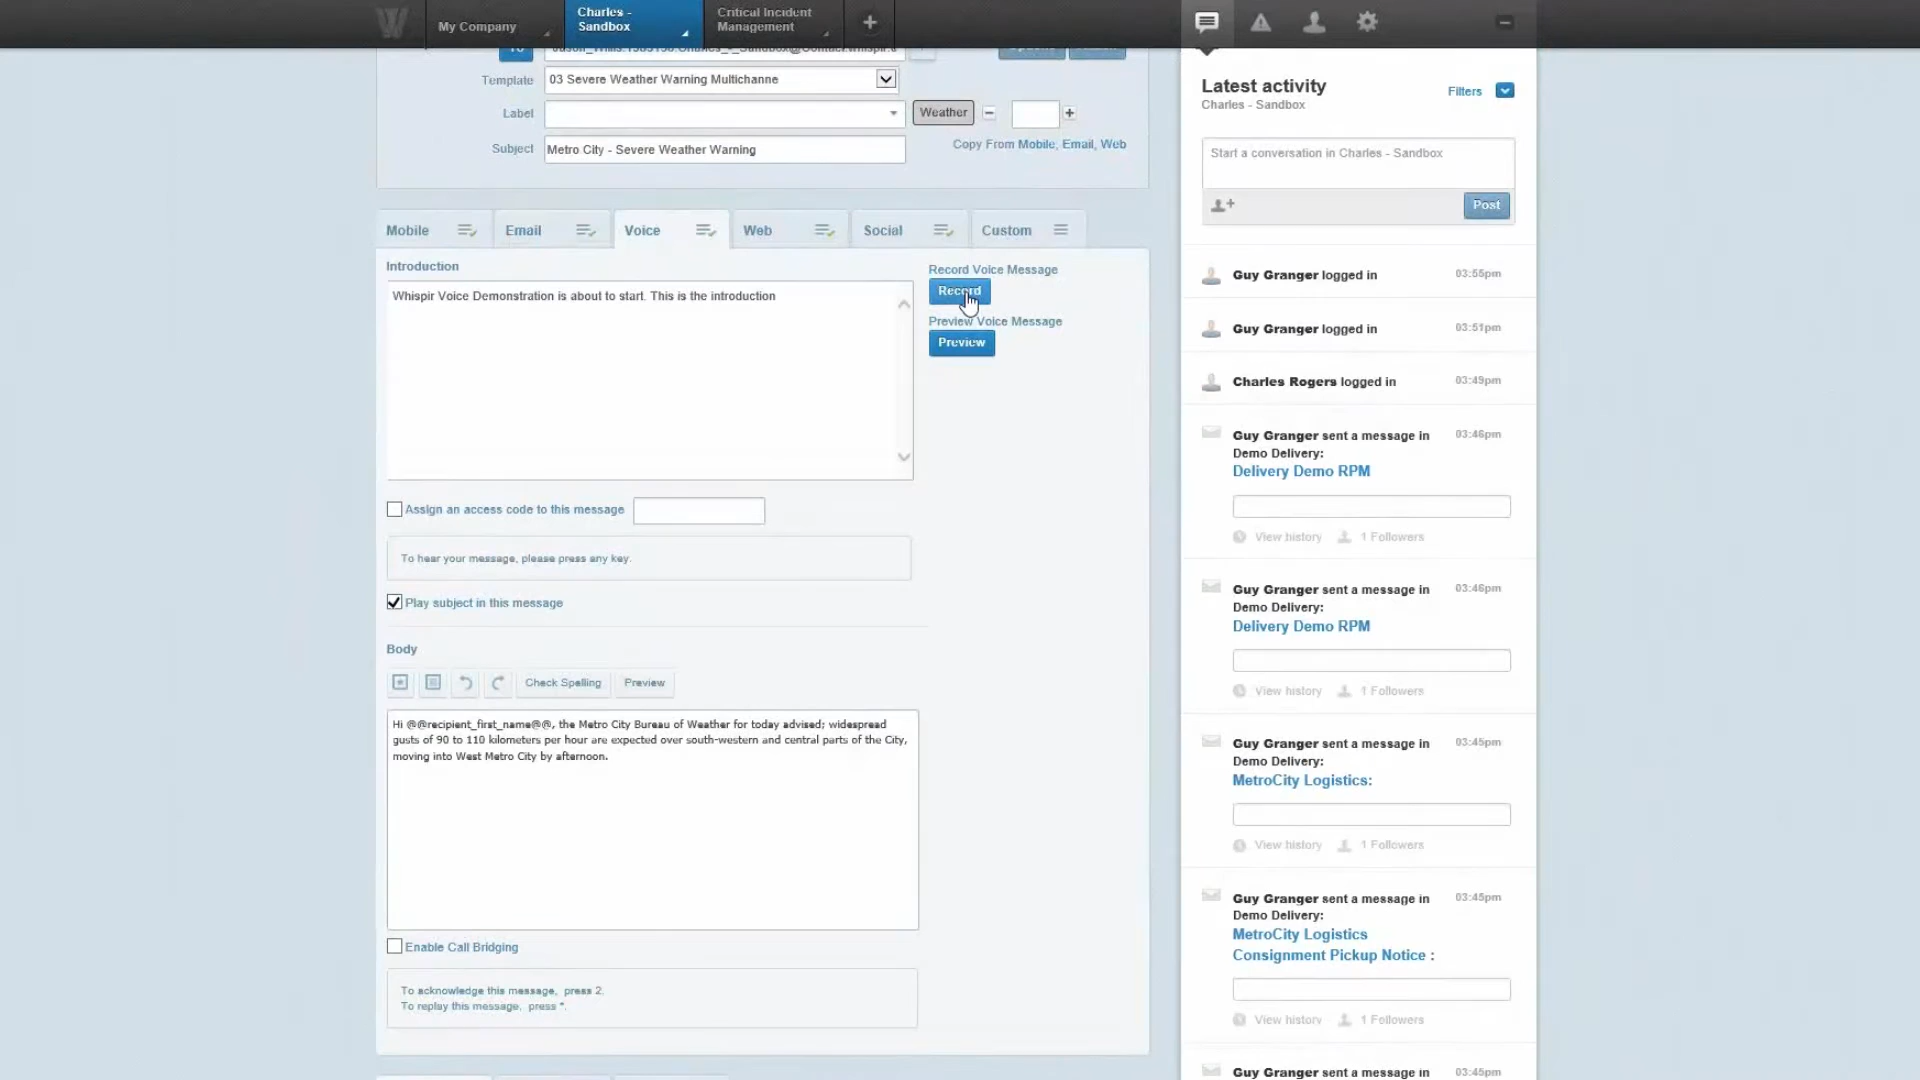 My Company
Charles -
Sandbox
Critical Incident
Management
Template
03 Severe Weather Warning Multichanne
Label
Weather
Subject
Metro City - Severe Weather Warning
Copy From Mobile, Email, Web
Mobile
Email
Voice
Web
Social
Custom
Introduction
Whispir Voice Demonstration is about to start. This is the introduction
Record Voice Message
Record
Preview Voice Message
Preview
Assign an access code to this message
To hear your message, please press any key.
Play subject in this message
Body
Check Spelling
Preview
Hi @@recipient_first_name@@, the Metro City Bureau of Weather for today advised; widespread
gusts of 90 to 110 kilometers per hour are expected over south-western and central parts of the City,
moving into West Metro City by afternoon.
Enable Call Bridging
To acknowledge this message, press 2.
To replay this message, press *.
Latest activity
Filters
Charles - Sandbox
Start a conversation in Charles - Sandbox
Post
Guy Granger logged in
03:55pm
Guy Granger logged in
03:51pm
Charles Rogers logged in
03:49pm
Guy Granger sent a message in
03:46pm
Demo Delivery:
Delivery Demo RPM
View history
1 Followers
Guy Granger sent a message in
03:46pm
Demo Delivery:
Delivery Demo RPM
View history
1 Followers
Guy Granger sent a message in
03:45pm
Demo Delivery:
MetroCity Logistics:
View history
1 Followers
Guy Granger sent a message in
03:45pm
Demo Delivery:
MetroCity Logistics
Consignment Pickup Notice :
View history
1 Followers
Guy Granger sent a message in
03:45pm